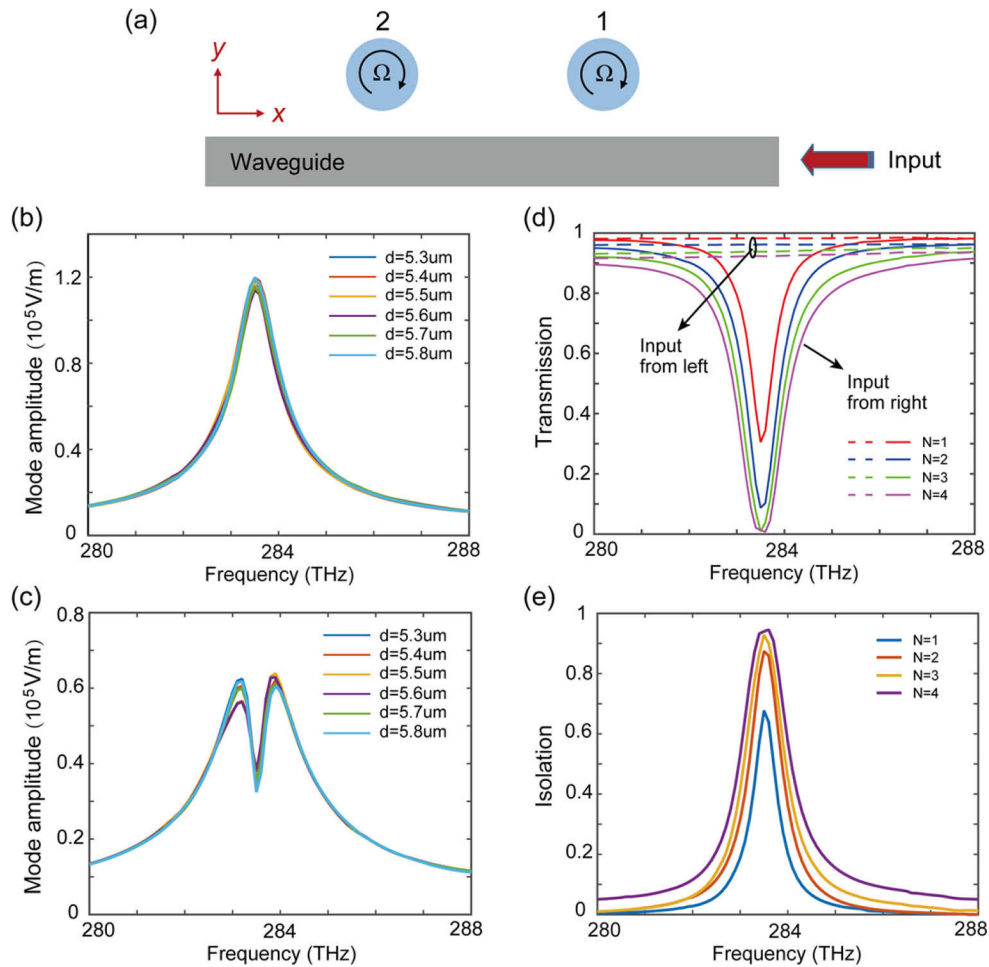 (a)
2
1
Ω
Ω
y
x
Waveguide
Input
(b)
Mode amplitude (10⁵V/m)
1.2
0.8
0.4
0
280
284
288
Frequency (THz)
d=5.3um
d=5.4um
d=5.5um
d=5.6um
d=5.7um
d=5.8um
(d)
Transmission
1
0.8
0.6
0.4
0.2
0
280
284
288
Frequency (THz)
Input
from left
Input
from right
N=1
N=2
N=3
N=4
(c)
Mode amplitude (10⁵V/m)
0.8
0.6
0.4
0.2
0
280
284
288
Frequency (THz)
d=5.3um
d=5.4um
d=5.5um
d=5.6um
d=5.7um
d=5.8um
(e)
Isolation
1
0.8
0.6
0.4
0.2
0
280
284
288
Frequency (THz)
N=1
N=2
N=3
N=4